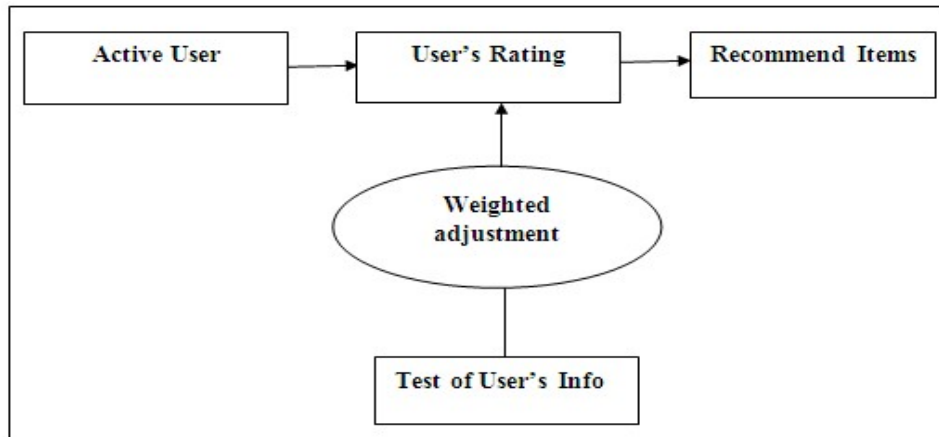 Active User
User's Rating
Recommend Items
Weighted
adjustment
Test of User's Info